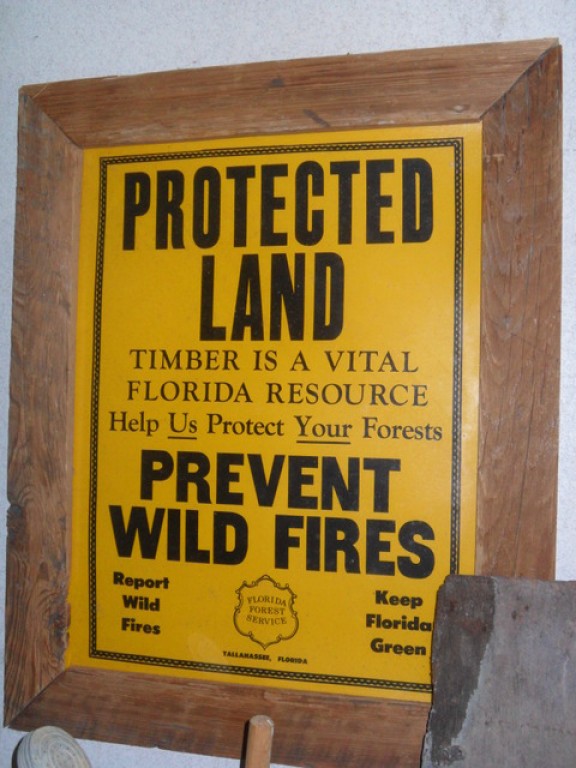 PROTECTED
LAND
TIMBER IS A VITAL
FLORIDA RESOURCE
Help Us Protect Your Forests
PREVENT
WILD FIRES
Report
Wild
Fires
FLORIDA
FOREST
SERVICE
TALLAHASSEE, FLORIDA
Keep
Florida
Green